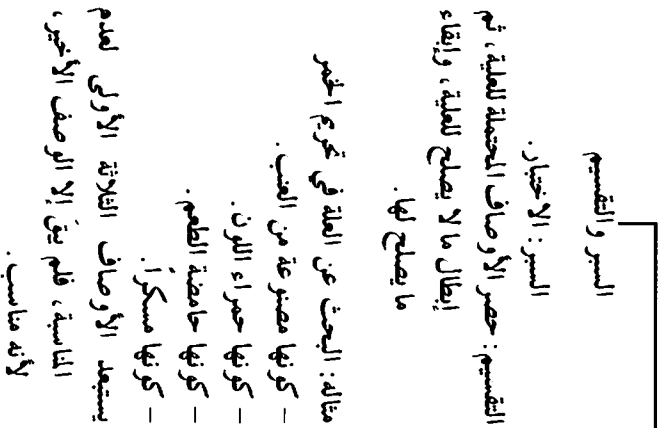 السبر والتقسيم
السبر : الاختبار .
التقسيم : حصر الأوصاف المحتملة للعلية ، ثم
إبطال ما لا يصلح للعلية ، وإبقاء
ما يصلح لها .
مثاله : البحث عن العلة في تحريم الخمر
– كونها مصنوعة من العنب .
– كونها حمراء اللون .
– كونها حامضة الطعم .
– كونها مسكراً .
يستبعد الأوصاف الثلاثة الأولى لعدم
المناسبة ، فلم يبقَ إلا الوصف الأخير ،
لأنه مناسب .